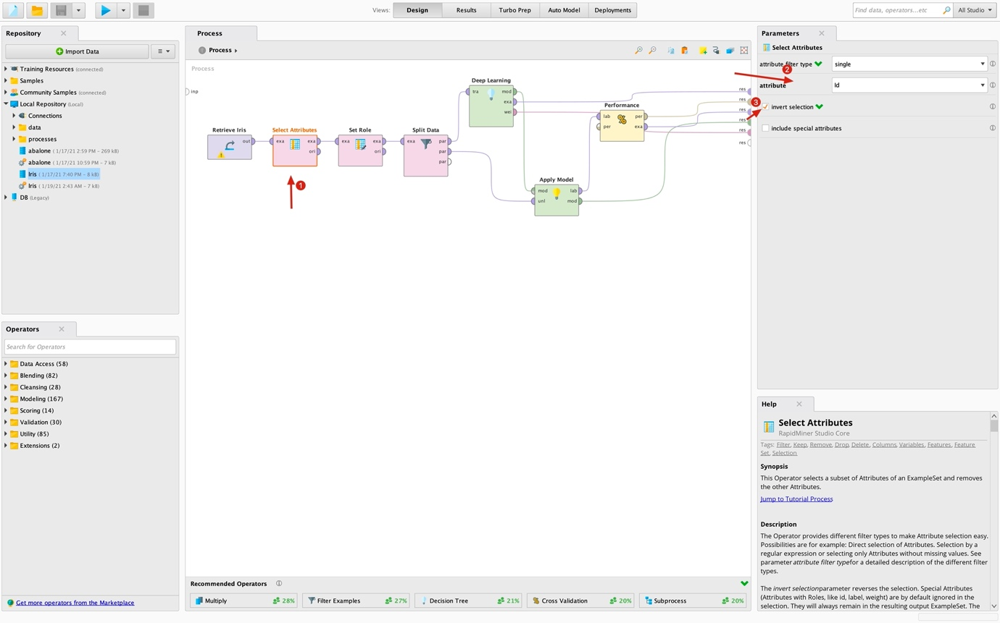 Views: Design Results Turbo Prep Auto Model Deployments
Find data, operators...etc
All Studio
Repository
Import Data
Training Resources (connected)
Samples
Community Samples (connected)
Local Repository (Local)
Connections
data
processes
abalone (1/17/21 2:59 PM – 269 kB)
abalone (1/17/21 10:59 PM – 7 kB)
Iris (1/17/21 7:40 PM – 8 kB)
Iris (1/19/21 2:43 AM – 7 kB)
DB (Legacy)
Operators
Search for Operators
Data Access (58)
Blending (82)
Cleansing (28)
Modeling (167)
Scoring (14)
Validation (30)
Utility (85)
Extensions (2)
Get more operators from the Marketplace
Process
Process
Process
inp
Retrieve Iris
out
Select Attributes
exa exa
ori
1
Set Role
exa exa
ori
Split Data
exa par
par
par
Deep Learning
tra mod
exa
wei
Performance
lab per
per exa
Apply Model
mod lab
unl mod
res
res
res
res
res
res
Recommended Operators
Multiply 28%
Filter Examples 27%
Decision Tree 21%
Cross Validation 20%
Subprocess 20%
Parameters
Select Attributes
attribute filter type single
2
attribute Id
3
invert selection
include special attributes
Help
Select Attributes
RapidMiner Studio Core
Tags: Filter, Keep, Remove, Drop, Delete, Columns, Variables, Features, Feature
Set, Selection
Synopsis
This Operator selects a subset of Attributes of an ExampleSet and removes
the other Attributes.
Jump to Tutorial Process
Description
The Operator provides different filter types to make Attribute selection easy.
Possibilities are for example: Direct selection of Attributes. Selection by a
regular expression or selecting only Attributes without missing values. See
parameter attribute filter typefor a detailed description of the different filter
types.
The invert selectionparameter reverses the selection. Special Attributes
(Attributes with Roles, like id, label, weight) are by default ignored in the
selection. They will always remain in the resulting output ExampleSet. The